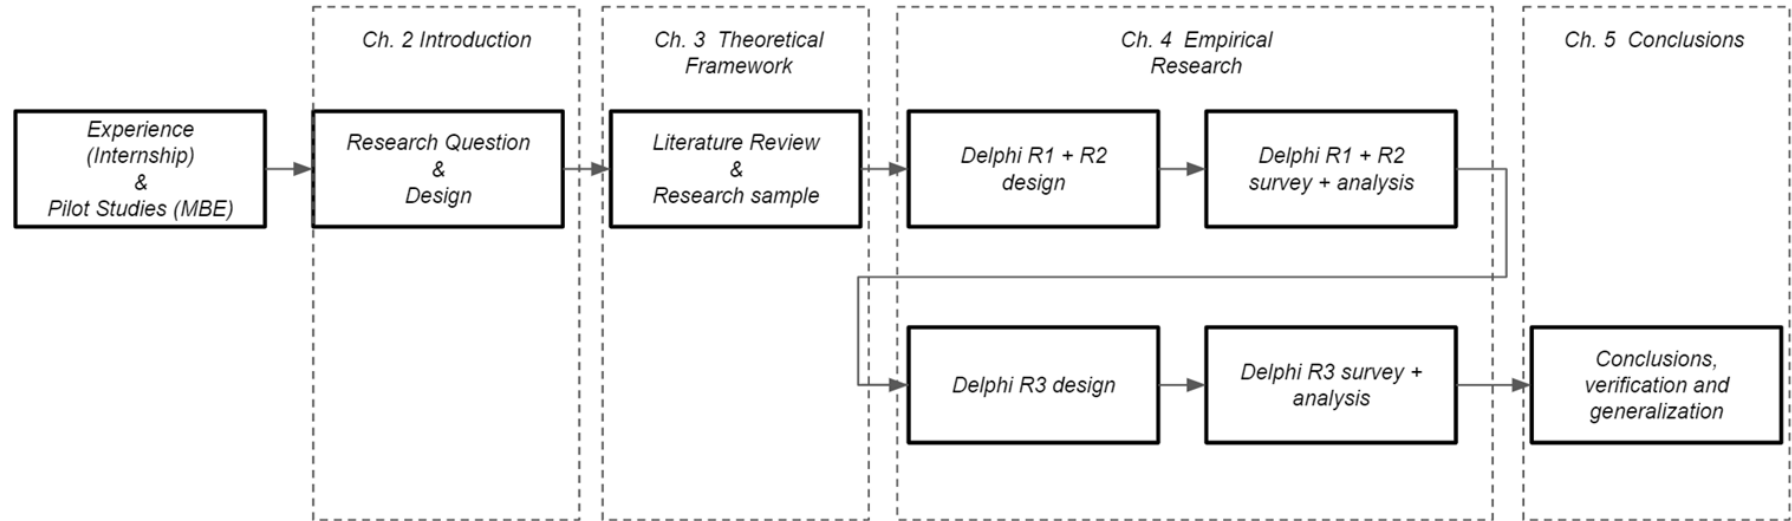 Ch. 2 Introduction
Ch. 3 Theoretical
Framework
Ch. 4 Empirical
Research
Ch. 5 Conclusions
Experience
(Internship)
&
Pilot Studies (MBE)
Research Question
&
Design
Literature Review
&
Research sample
Delphi R1 + R2
design
Delphi R1 + R2
survey + analysis
Delphi R3 design
Delphi R3 survey +
analysis
Conclusions,
verification and
generalization